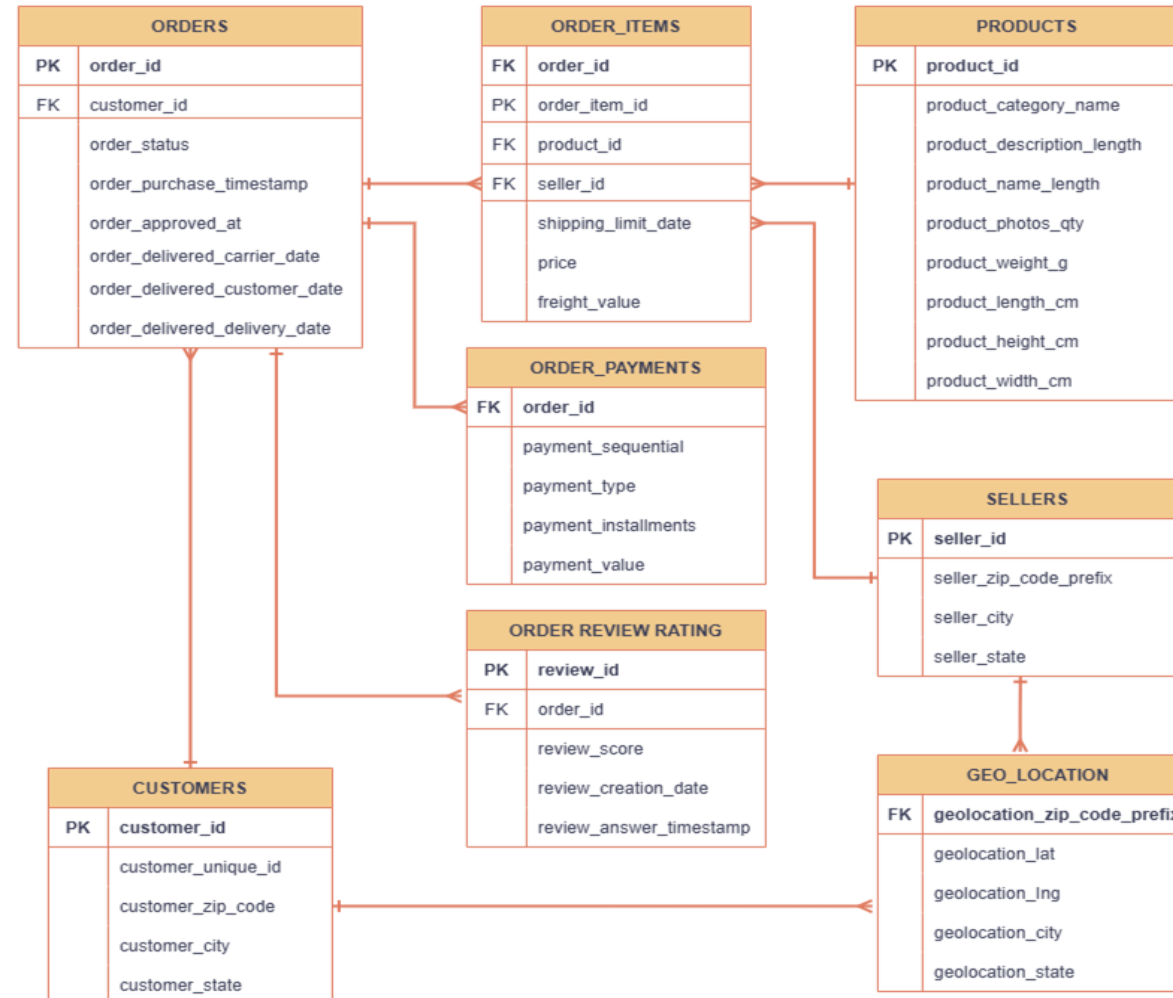 ORDERS
PK order_id
FK customer_id
order_status
order_purchase_timestamp
order_approved_at
order_delivered_carrier_date
order_delivered_customer_date
order_delivered_delivery_date
ORDER_ITEMS
FK order_id
PK order_item_id
FK product_id
FK seller_id
shipping_limit_date
price
freight_value
PRODUCTS
PK product_id
product_category_name
product_description_length
product_name_length
product_photos_qty
product_weight_g
product_length_cm
product_height_cm
product_width_cm
ORDER_PAYMENTS
FK order_id
payment_sequential
payment_type
payment_installments
payment_value
SELLERS
PK seller_id
seller_zip_code_prefix
seller_city
seller_state
ORDER REVIEW RATING
PK review_id
FK order_id
review_score
review_creation_date
review_answer_timestamp
CUSTOMERS
PK customer_id
customer_unique_id
customer_zip_code
customer_city
customer_state
GEO_LOCATION
FK geolocation_zip_code_prefix
geolocation_lat
geolocation_lng
geolocation_city
geolocation_state